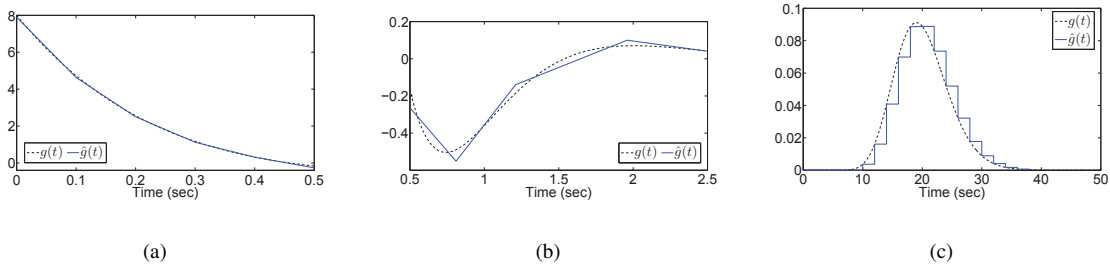 8
6
4
2
0
g(t) ĝ(t)
0 0.1 0.2 0.3 0.4 0.5
Time (sec)
(a)
0.2
0
−0.2
−0.4
g(t) ĝ(t)
0.5 1 1.5 2 2.5
Time (sec)
(b)
0.1
0.08
0.06
0.04
0.02
0
g(t)
ĝ(t)
0 10 20 30 40 50
Time (sec)
(c)